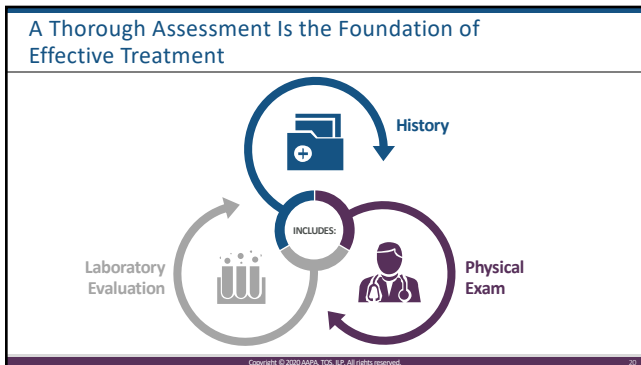 A Thorough Assessment Is the Foundation of
Effective Treatment
History
INCLUDES:
Laboratory
Evaluation
Physical
Exam
Copyright © 2020 AAPA, TOS, ILP. All rights reserved.
20